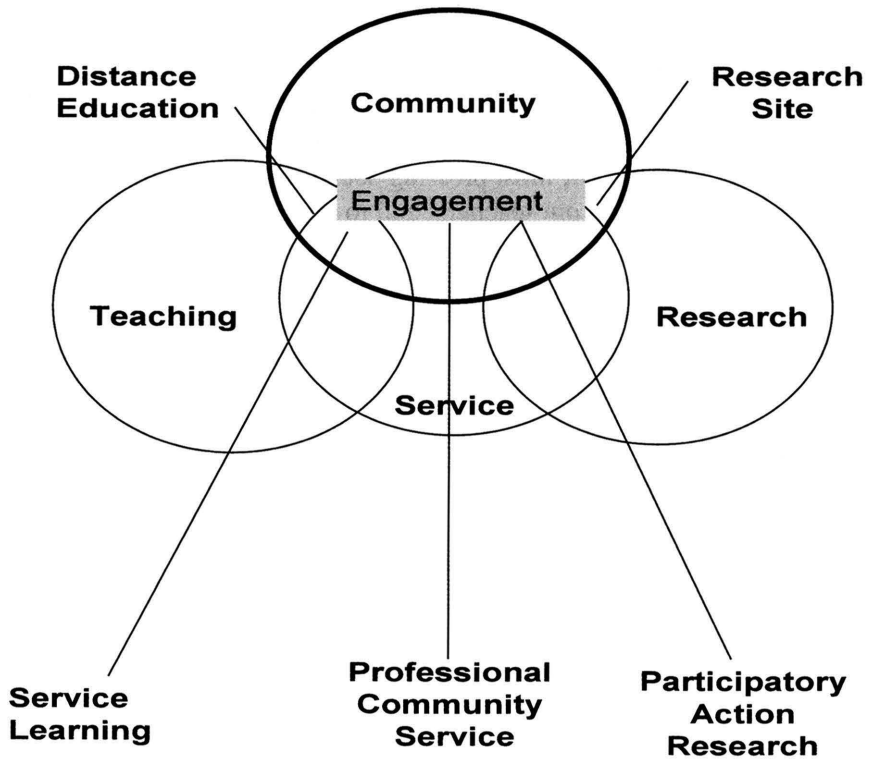 Distance
Education
Community
Research
Site
Engagement
Teaching
Research
Service
Service
Learning
Professional
Community
Service
Participatory
Action
Research